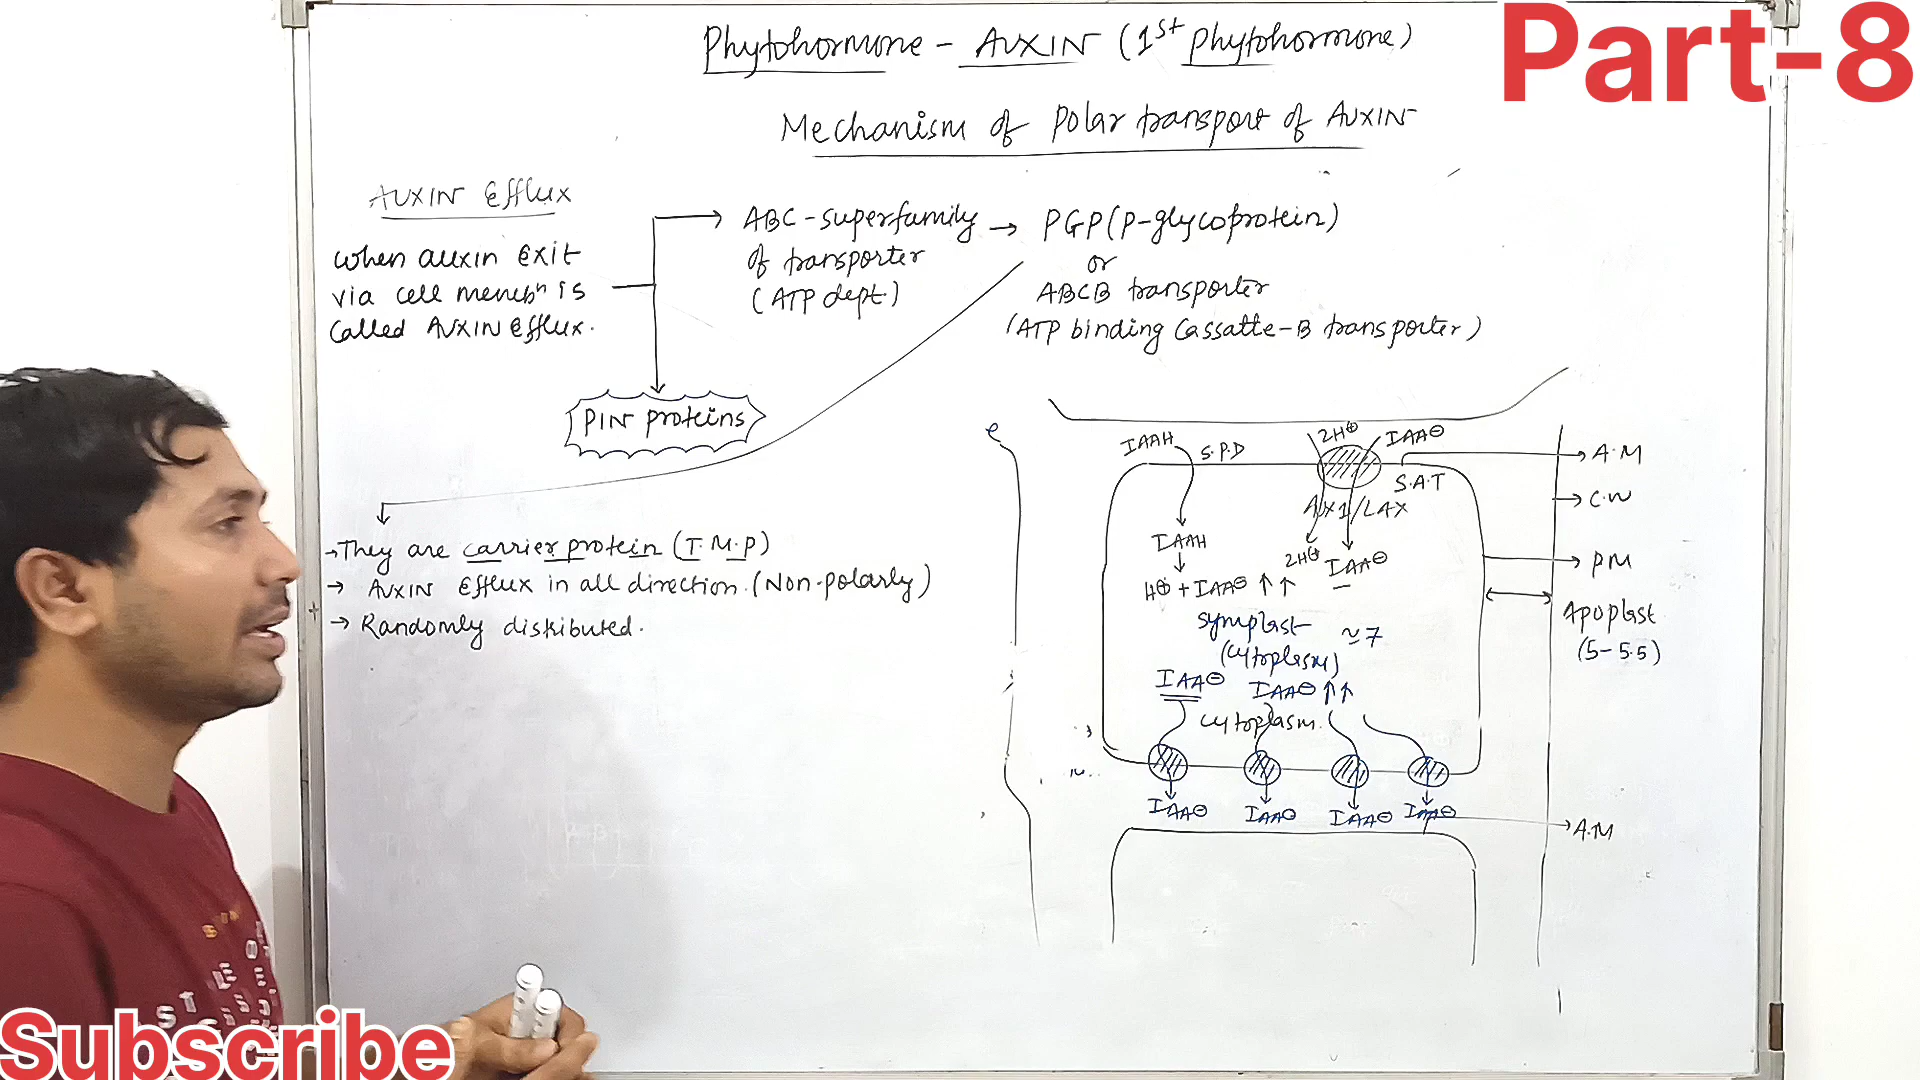 Part-8
Phytohormone - AUXIN (1st phytohormone)
Mechanism of Polar transport of AUXIN
AUXIN Efflux
when auxin exit
via cell membn is
called AUXIN Efflux.
ABC-superfamily
of transporter
(ATP dept.)
→ PGP(P-glycoprotein)
or
ABCB transporter
(ATP binding Cassatte-B transporter)
PIN proteins
→They are carrier protein (T.M.P)
→ AUXIN Efflux in all direction.(Non-polarly)
→ Randomly distributed.
IAAH
S.P.D
2H⊕
IAA⊖
S.A.T
AUX1/LAX
IAAH
H⊕ + IAA⊖ ↑↑
2H⊕
IAA⊖
symplast
(cytoplasm)
≃7
IAA⊖
IAA⊖ ↑↑
cytoplasm.
IAA⊖
IAA⊖
IAA⊖
IAA⊖
A.M
C.W
PM
Apoplast
(5-5.5)
A.M
Subscribe